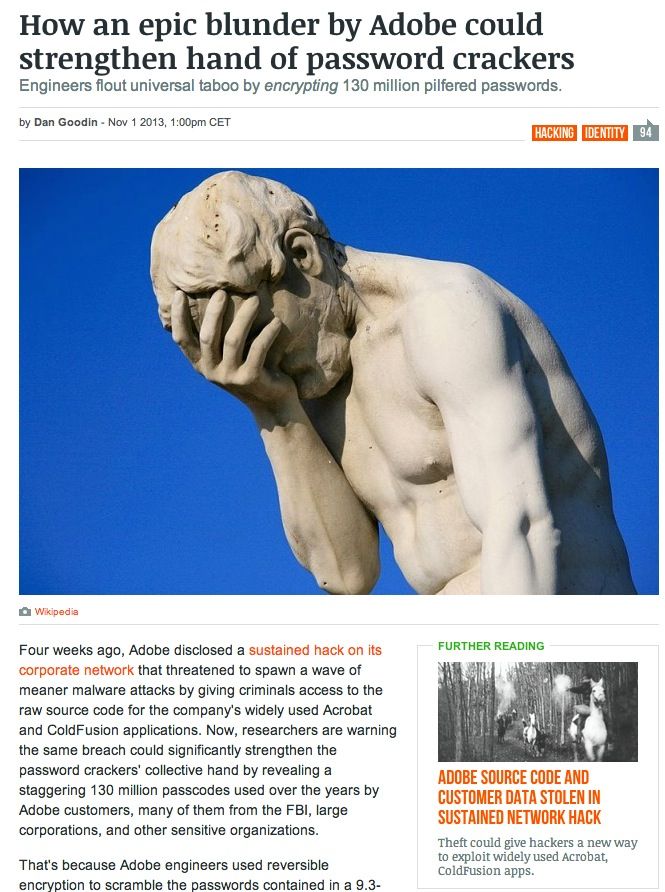 How an epic blunder by Adobe could
strengthen hand of password crackers
Engineers flout universal taboo by encrypting 130 million pilfered passwords.
by Dan Goodin - Nov 1 2013, 1:00pm CET
HACKING IDENTITY 94
Wikipedia
Four weeks ago, Adobe disclosed a sustained hack on its
corporate network that threatened to spawn a wave of
meaner malware attacks by giving criminals access to the
raw source code for the company's widely used Acrobat
and ColdFusion applications. Now, researchers are warning
the same breach could significantly strengthen the
password crackers' collective hand by revealing a
staggering 130 million passcodes used over the years by
Adobe customers, many of them from the FBI, large
corporations, and other sensitive organizations.
That's because Adobe engineers used reversible
encryption to scramble the passwords contained in a 9.3-
FURTHER READING
ADOBE SOURCE CODE AND
CUSTOMER DATA STOLEN IN
SUSTAINED NETWORK HACK
Theft could give hackers a new way
to exploit widely used Acrobat,
ColdFusion apps.